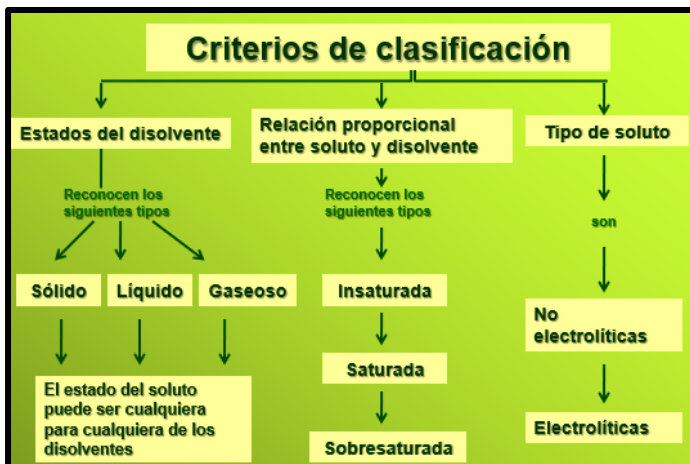 Criterios de clasificación
Estados del disolvente
Reconocen los
siguientes tipos
Sólido
Líquido
Gaseoso
El estado del soluto
puede ser cualquiera
para cualquiera de los
disolventes
Relación proporcional
entre soluto y disolvente
Reconocen los
siguientes tipos
Insaturada
Saturada
Sobresaturada
Tipo de soluto
son
No
electrolíticas
Electrolíticas